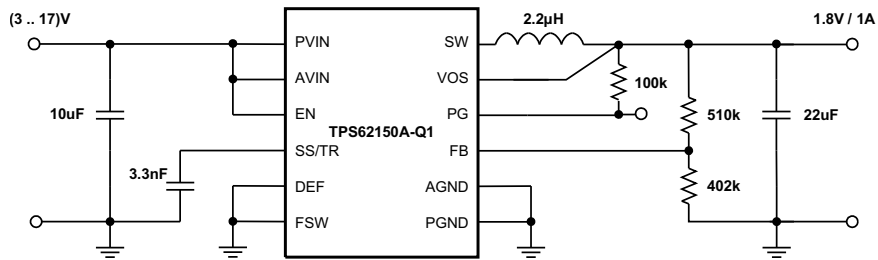 (3 .. 17)V
2.2µH
1.8V / 1A
PVIN
SW
AVIN
VOS
100k
10uF
EN
PG
510k
22uF
TPS62150A-Q1
SS/TR
FB
3.3nF
DEF
AGND
402k
FSW
PGND